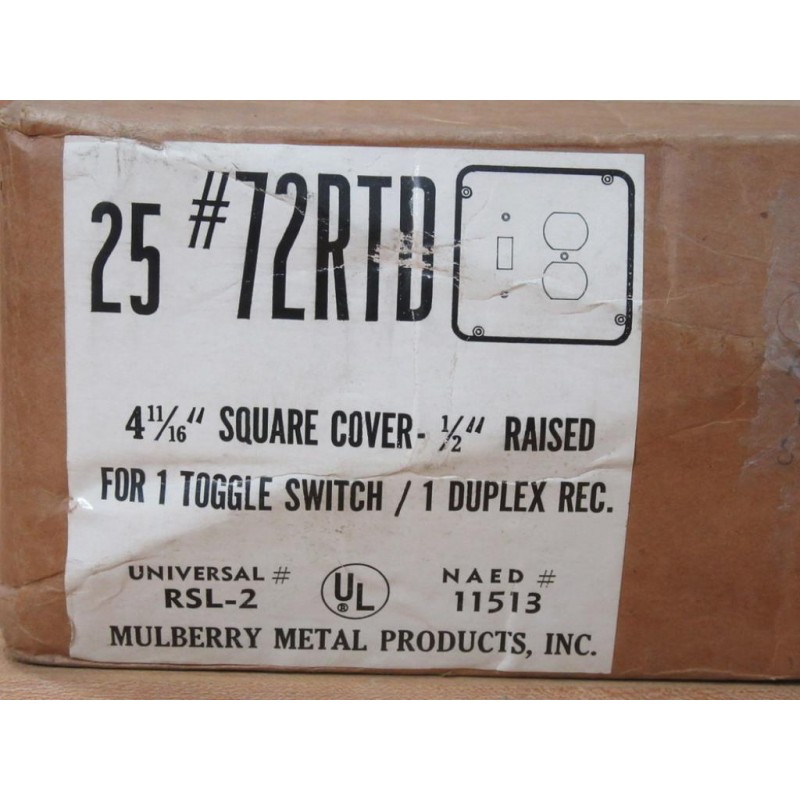 25 #72RTD
4 11/16" SQUARE COVER- 1/2" RAISED
FOR 1 TOGGLE SWITCH / 1 DUPLEX REC.
UNIVERSAL # RSL-2
UL ®
NAED # 11513
MULBERRY METAL PRODUCTS, INC.